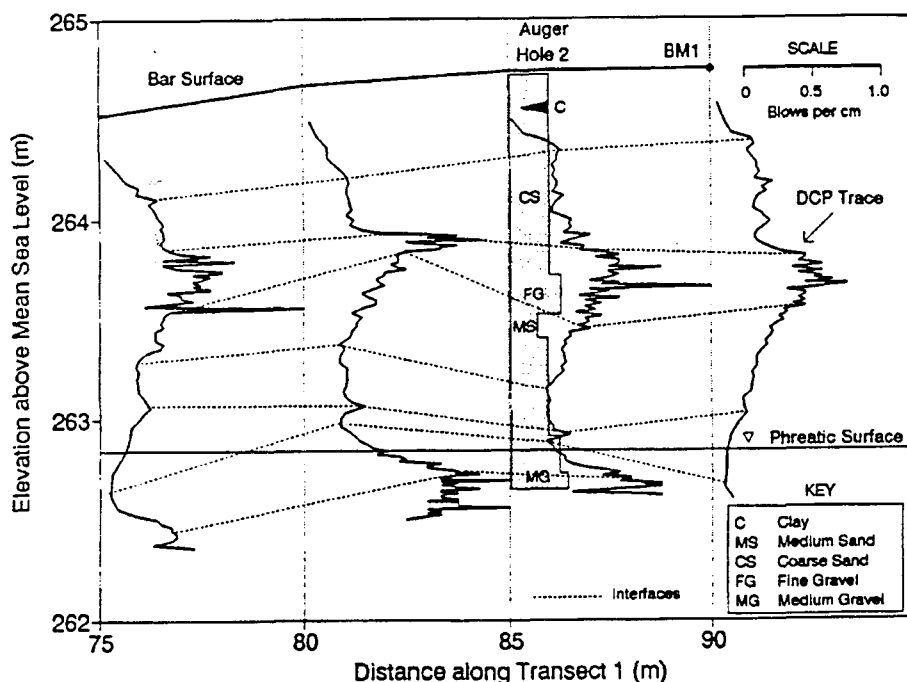 265
264
263
262
Elevation above Mean Sea Level (m)
75
80
85
90
Distance along Transect 1 (m)
Bar Surface
Auger
Hole 2
BM1
SCALE
0 0.5 1.0
Blows per cm
C
CS
FG
MS
MG
DCP Trace
Phreatic Surface
Interfaces
KEY
C Clay
MS Medium Sand
CS Coarse Sand
FG Fine Gravel
MG Medium Gravel